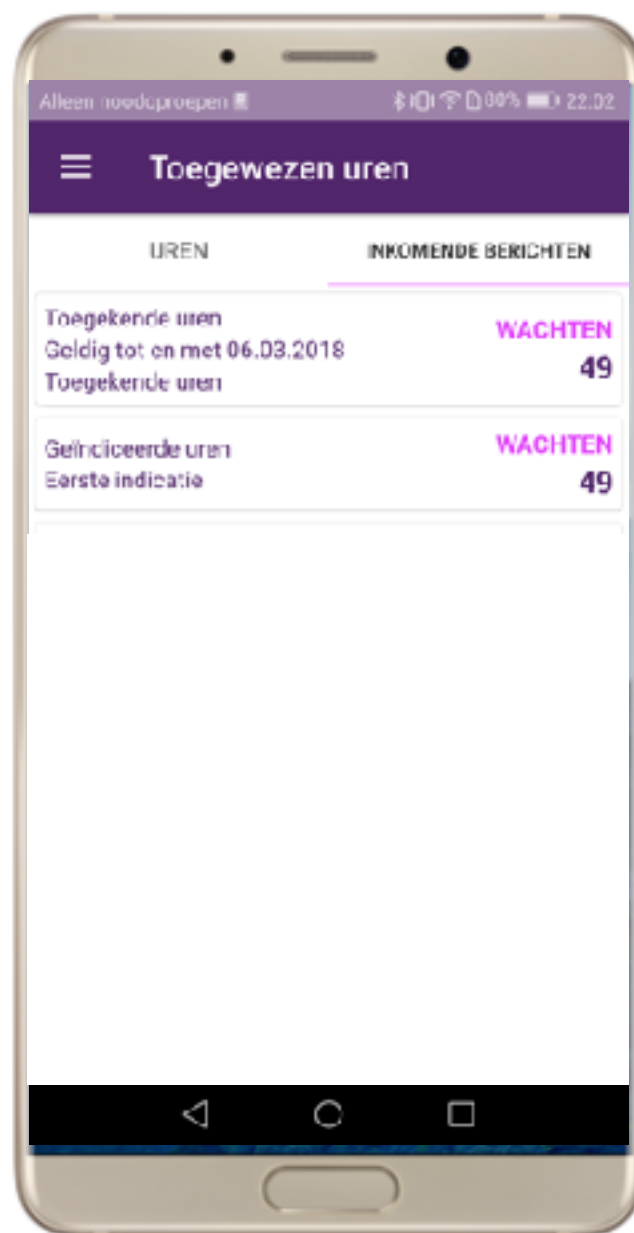 Alleen noodoproepen 80% 22:02
Toegewezen uren
UREN INKOMENDE BERICHTEN
Toegekende uren WACHTEN
Geldig tot en met 06.03.2018 49
Toegekende uren
Geïndiceerde uren WACHTEN
Eerste indicatie 49